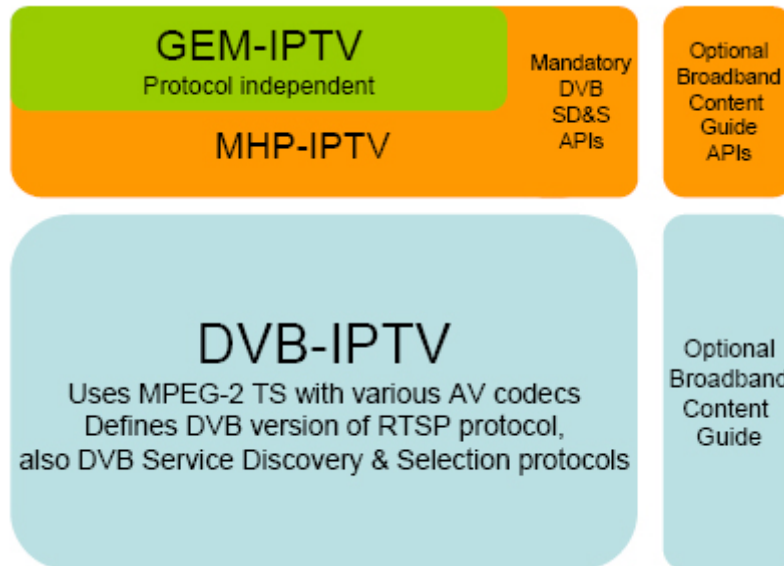 GEM-IPTV
Protocol independent
MHP-IPTV
Mandatory
DVB
SD&S
APIs
Optional
Broadband
Content
Guide
APIs
DVB-IPTV
Uses MPEG-2 TS with various AV codecs
Defines DVB version of RTSP protocol,
also DVB Service Discovery & Selection protocols
Optional
Broadband
Content
Guide